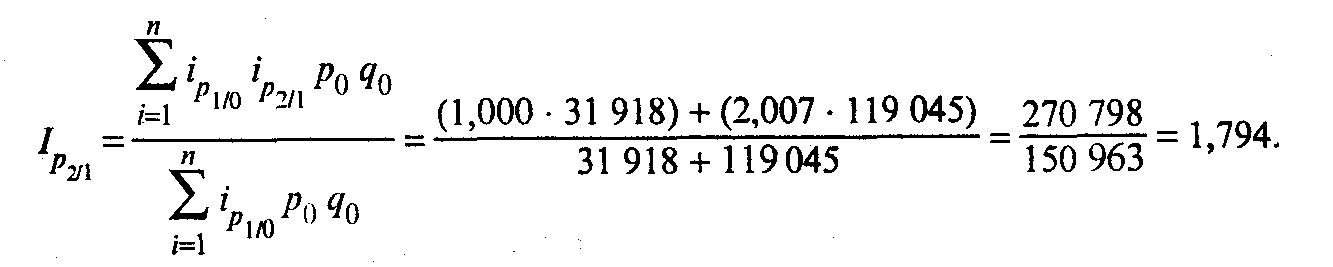 I_{p_{2/1}} = \frac{\sum_{i=1}^{n} i_{p_{1/0}} i_{p_{2/1}} p_0 q_0}{\sum_{i=1}^{n} i_{p_{1/0}} p_0 q_0} = \frac{(1,000 · 31 918) + (2,007 · 119 045)}{31 918 + 119 045} = \frac{270 798}{150 963} = 1,794.